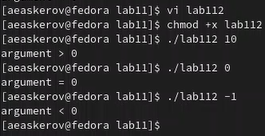 [aeaskerov@fedora lab11]$ vi lab112
[aeaskerov@fedora lab11]$ chmod +x lab112
[aeaskerov@fedora lab11]$ ./lab112 10
argument > 0
[aeaskerov@fedora lab11]$ ./lab112 0
argument = 0
[aeaskerov@fedora lab11]$ ./lab112 -1
argument < 0
[aeaskerov@fedora lab11]$